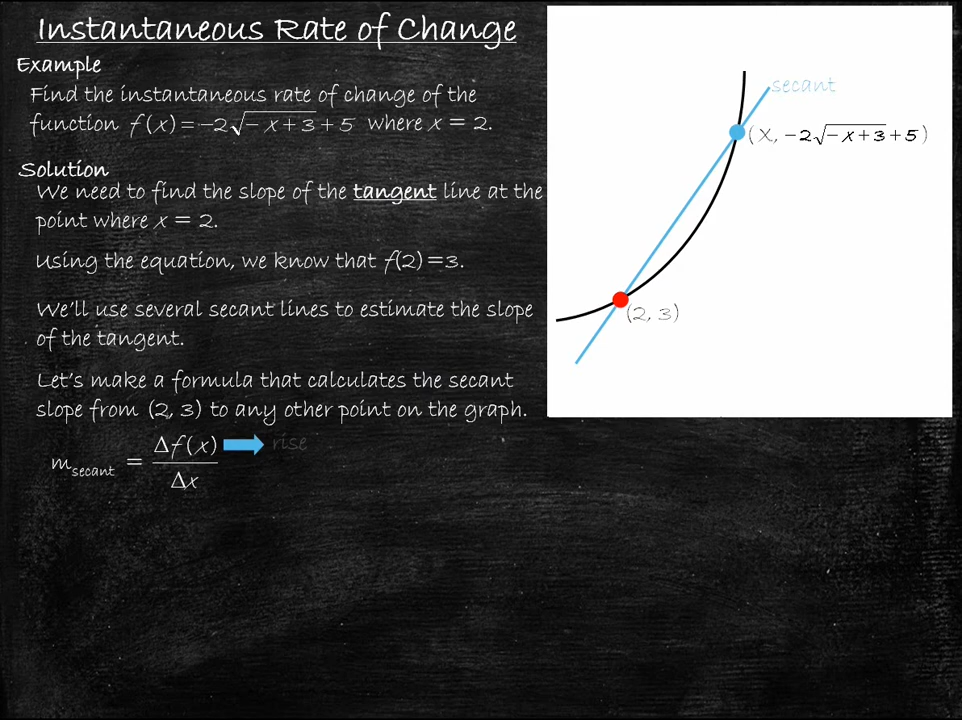 Instantaneous Rate of Change
Example
Find the instantaneous rate of change of the
function f(x) = −2√(−x+3)+5 where x = 2.
Solution
We need to find the slope of the tangent line at the
point where x = 2.
Using the equation, we know that f(2)=3.
We'll use several secant lines to estimate the slope
of the tangent.
Let's make a formula that calculates the secant
slope from (2, 3) to any other point on the graph.
m secant = Δf(x) / Δx
rise
secant
(x, −2√(−x+3)+5)
(2, 3)